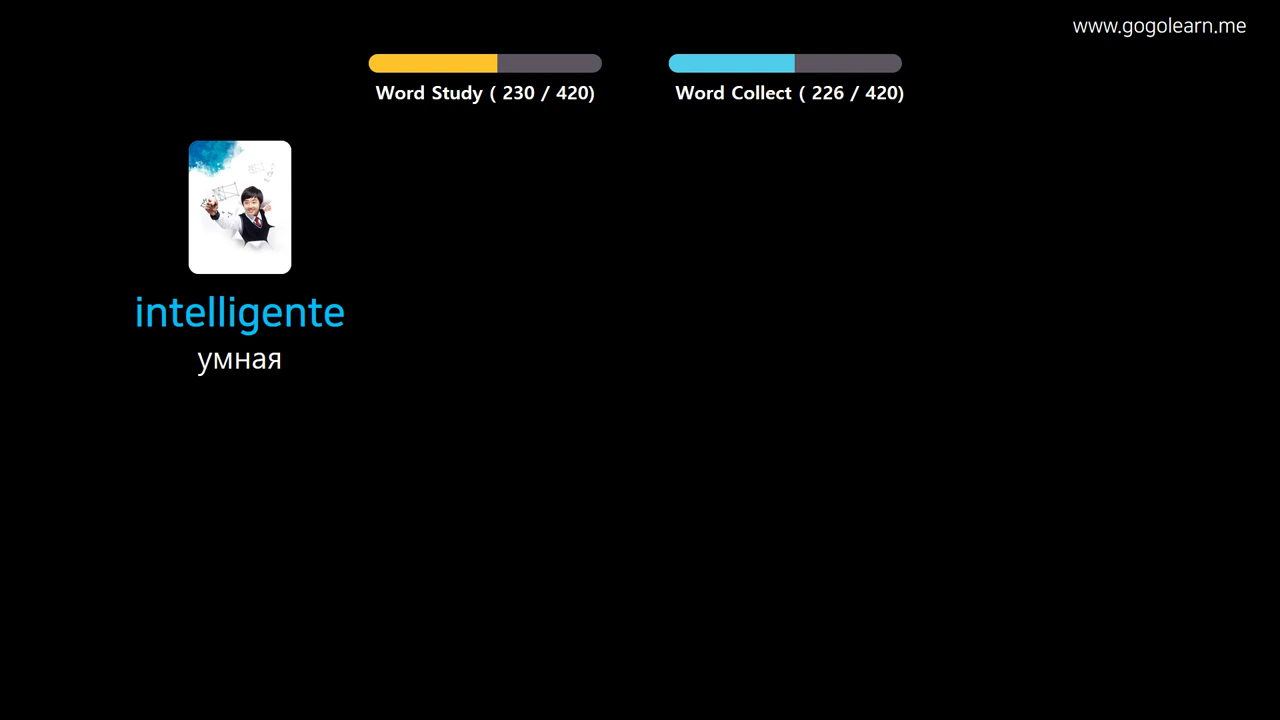 www.gogolearn.me
Word Study ( 230 / 420)
Word Collect ( 226 / 420)
intelligente
умная